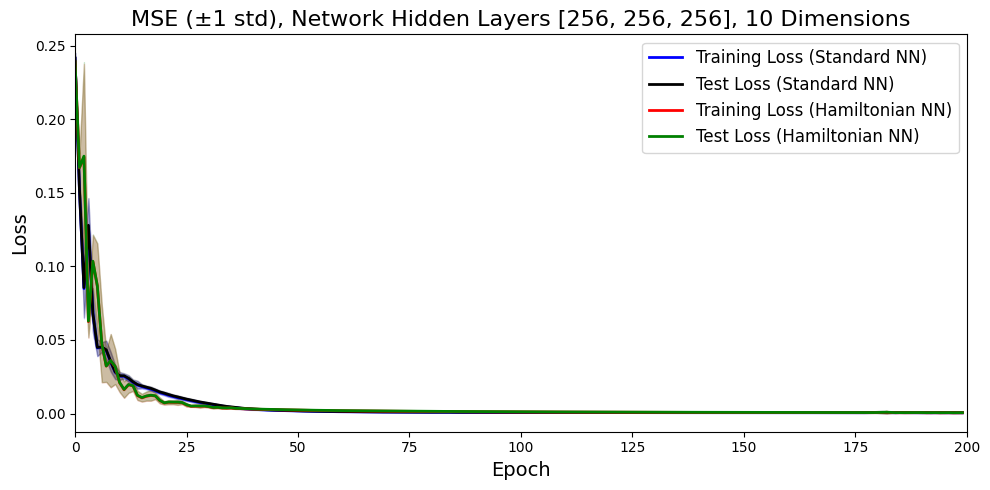 MSE (±1 std), Network Hidden Layers [256, 256, 256], 10 Dimensions
Training Loss (Standard NN)
Test Loss (Standard NN)
Training Loss (Hamiltonian NN)
Test Loss (Hamiltonian NN)
Loss
0.25
0.20
0.15
0.10
0.05
0.00
0 25 50 75 100 125 150 175 200
Epoch